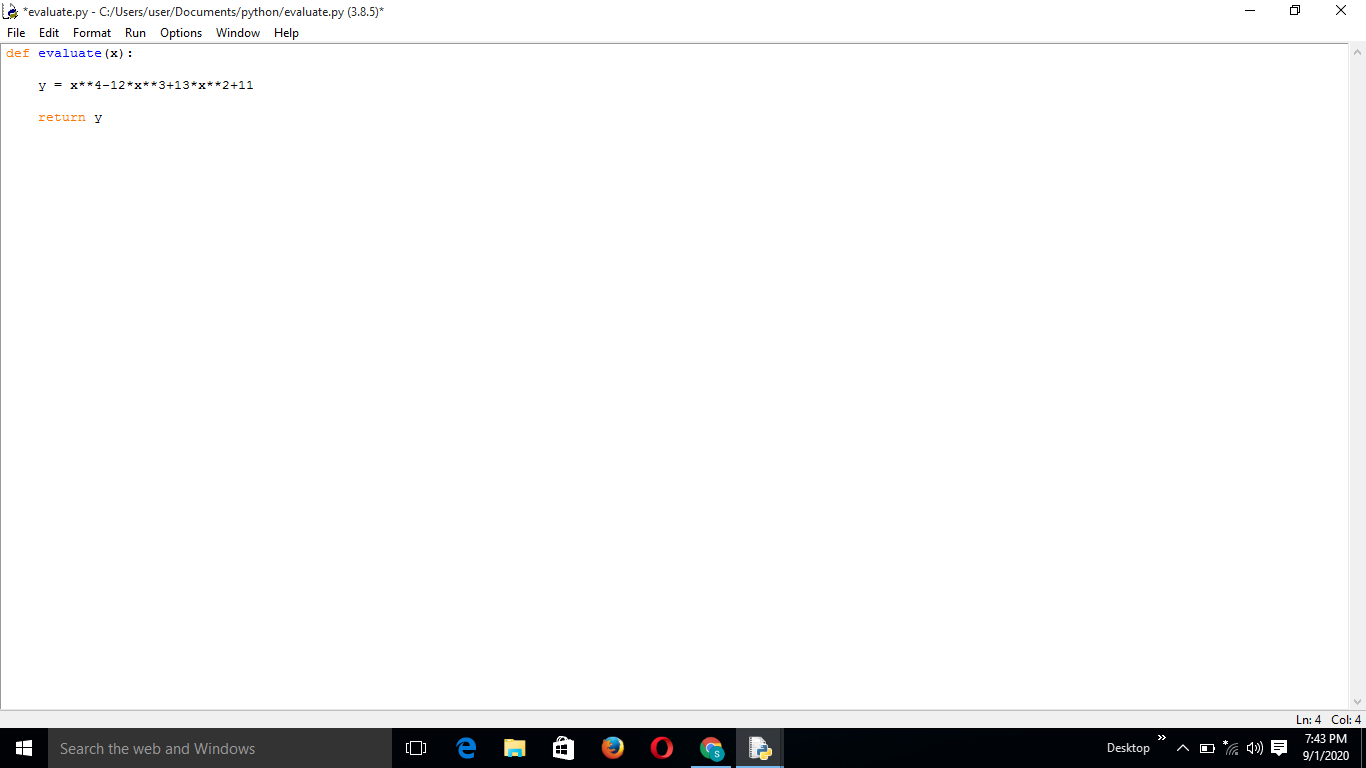 *evaluate.py - C:/Users/user/Documents/python/evaluate.py (3.8.5)*
File Edit Format Run Options Window Help
def evaluate(x):
    y = x**4-12*x**3+13*x**2+11
    return y
Ln: 4 Col: 4
Search the web and Windows
Desktop
7:43 PM
9/1/2020